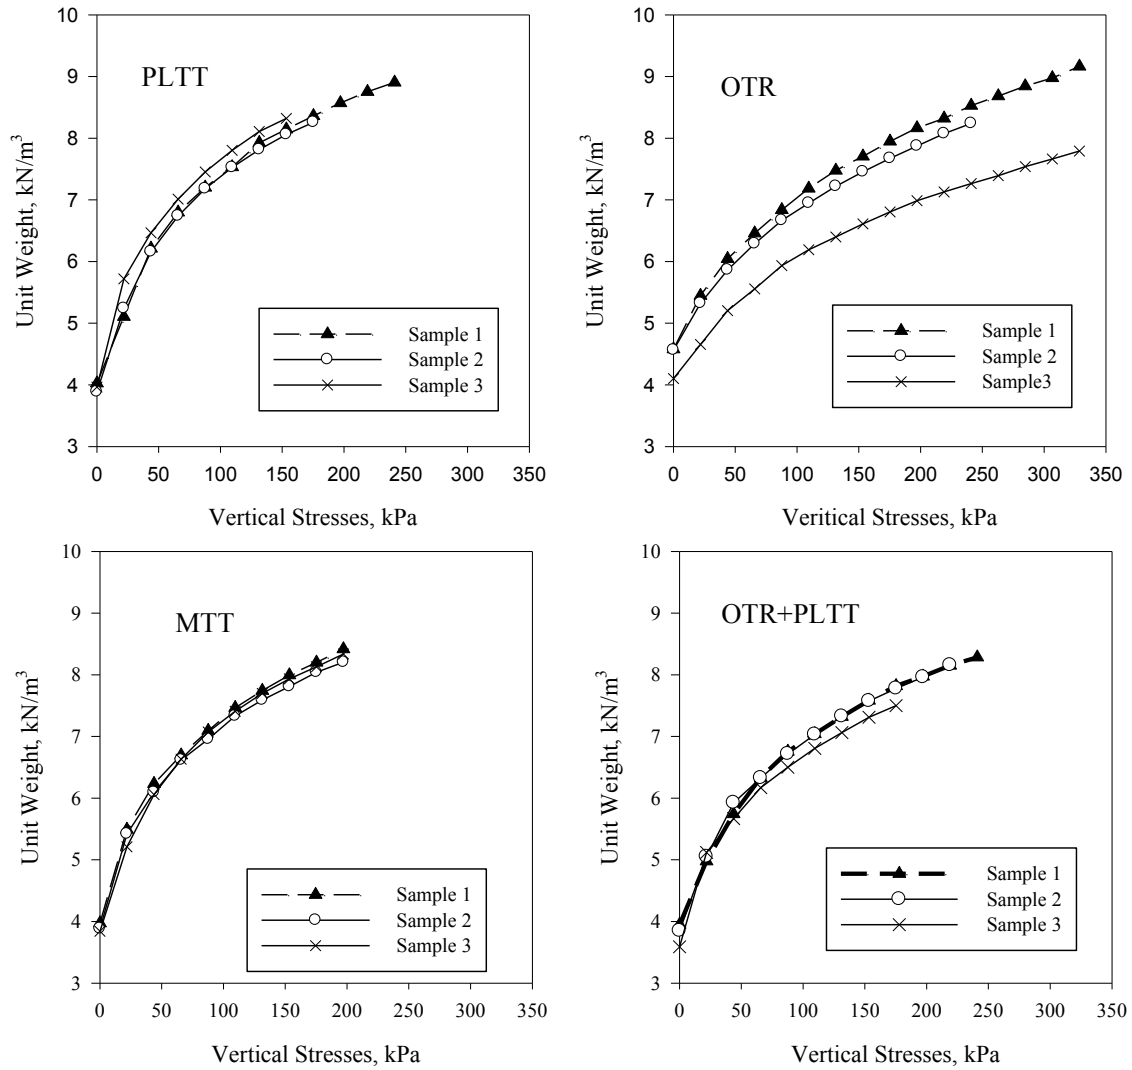 PLTT
10
9
8
7
6
5
4
3
Unit Weight, kN/m³
Sample 1
Sample 2
Sample 3
0 50 100 150 200 250 300 350
Vertical Stresses, kPa
OTR
10
9
8
7
6
5
4
3
Unit Weight, kN/m³
Sample 1
Sample 2
Sample3
0 50 100 150 200 250 300 350
Veritical Stresses, kPa
MTT
10
9
8
7
6
5
4
3
Unit Weight, kN/m³
Sample 1
Sample 2
Sample 3
0 50 100 150 200 250 300 350
Vertical Stresses, kPa
OTR+PLTT
10
9
8
7
6
5
4
3
Unit Weight, kN/m³
Sample 1
Sample 2
Sample 3
0 50 100 150 200 250 300 350
Vertical Stresses, kPa